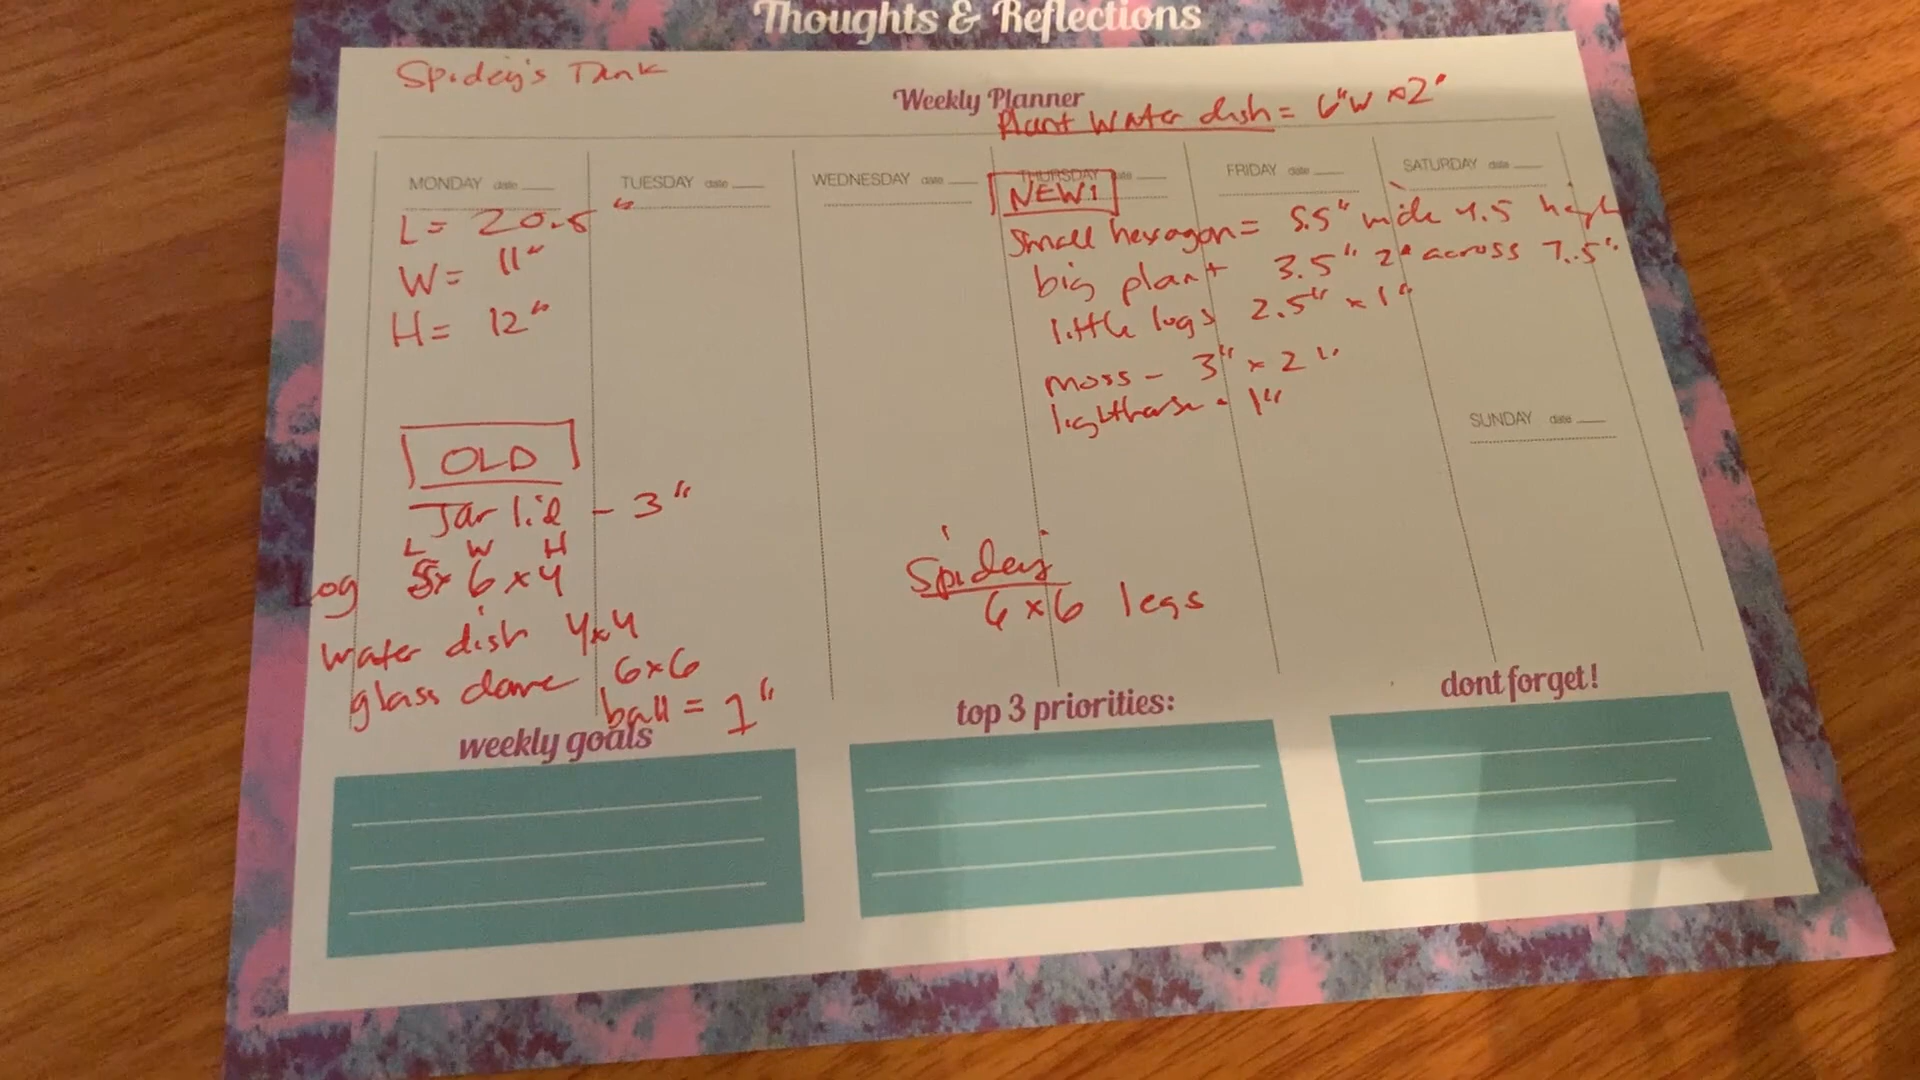 Thoughts & Reflections
Spidey's Tank
Weekly Planner
Plant Water dish = 6"W x 2"
MONDAY date
TUESDAY date
WEDNESDAY date
THURSDAY date
FRIDAY date
SATURDAY date
L = 20.5"
W = 11"
H = 12"
NEW!
small hexagon = 5.5" wide 4.5 high
big plant 3.5" 2" across 7.5"
little logs 2.5" x 1"
moss - 3" x 2"
lighthouse - 1"
SUNDAY date
OLD
Jar lid - 3"
L W H
Log 5x 6 x 4
water dish 4x4
glass dome 6x6
ball = 1"
Spidey
6 x 6 legs
weekly goals
top 3 priorities:
dont forget!